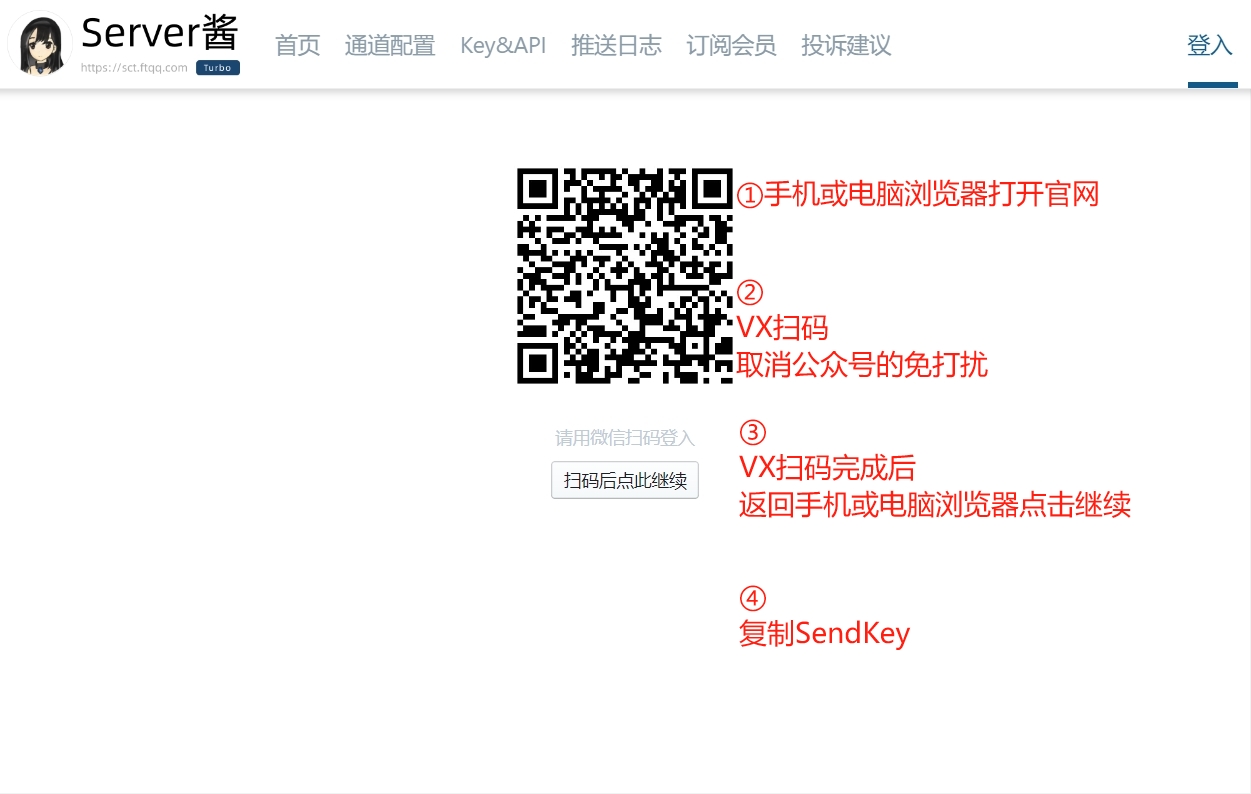 Server酱
https://sct.ftqq.com Turbo
首页 通道配置 Key&API 推送日志 订阅会员 投诉建议 登入
①手机或电脑浏览器打开官网
②
VX扫码
取消公众号的免打扰
请用微信扫码登入
扫码后点此继续
③
VX扫码完成后
返回手机或电脑浏览器点击继续
④
复制SendKey